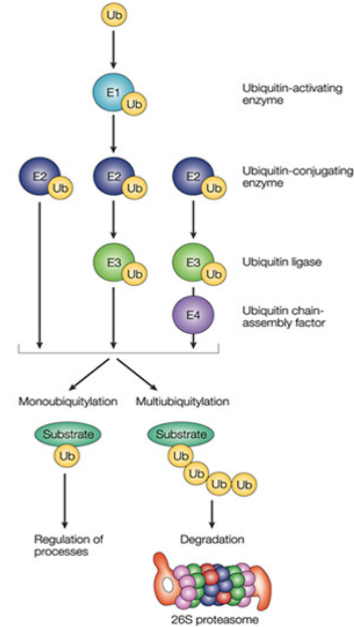 Ub
E1
Ub
Ubiquitin-activating
enzyme
E2
Ub
E2
Ub
E2
Ub
Ubiquitin-conjugating
enzyme
E3
Ub
E3
Ub
Ubiquitin ligase
E4
Ubiquitin chain-
assembly factor
Monoubiquitylation
Multiubiquitylation
Substrate
Ub
Substrate
Ub
Ub
Ub
Ub
Regulation of
processes
Degradation
26S proteasome